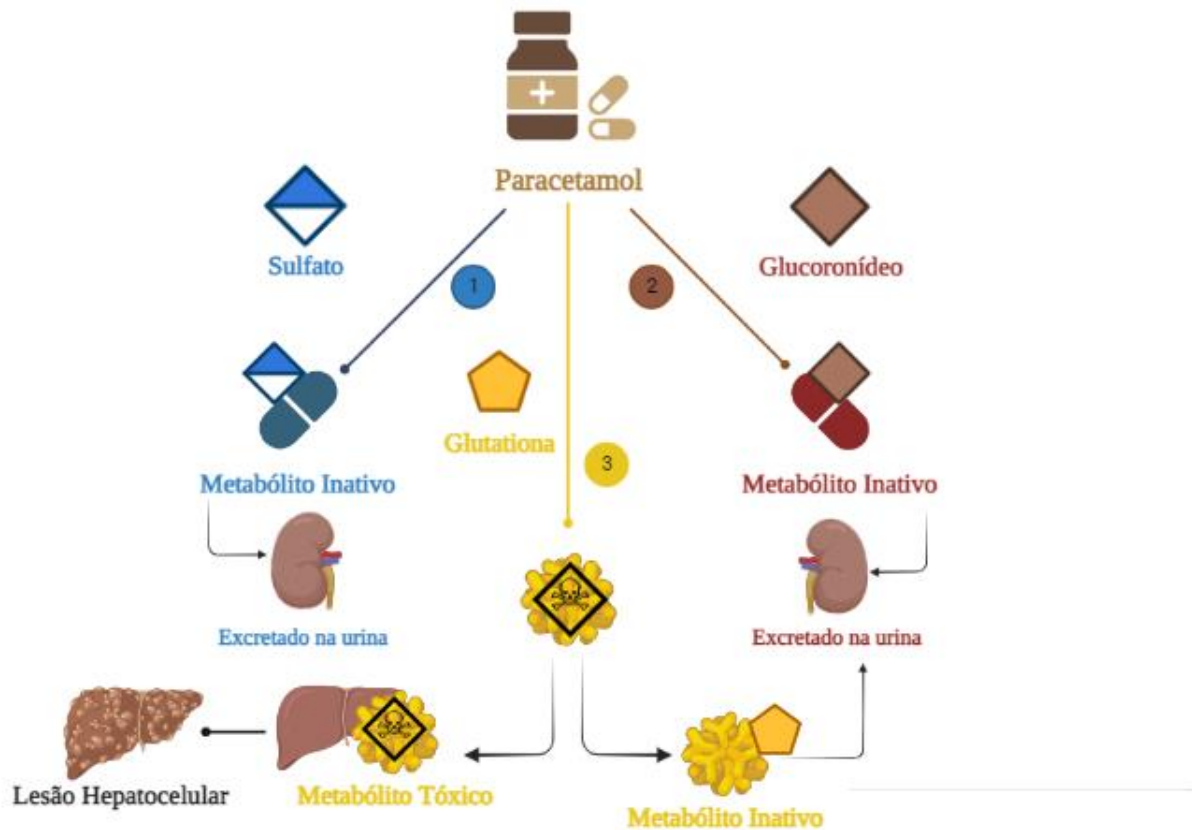 Paracetamol
Sulfato
Glucoronídeo
1
2
Glutationa
3
Metabólito Inativo
Metabólito Inativo
Excretado na urina
Excretado na urina
Lesão Hepatocelular
Metabólito Tóxico
Metabólito Inativo